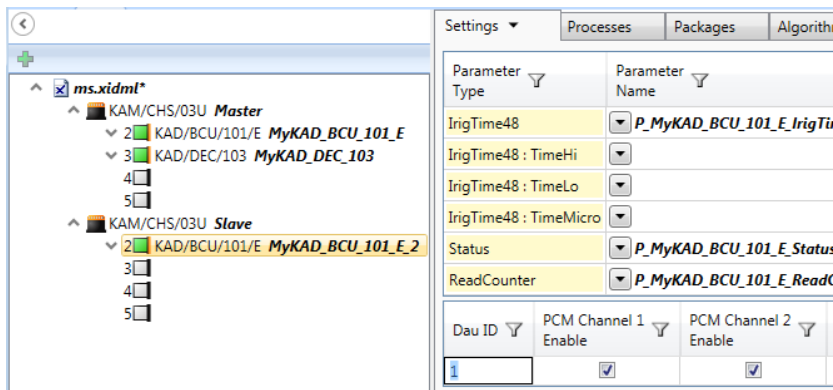 ms.xidml*
KAM/CHS/03U Master
2 KAD/BCU/101/E MyKAD_BCU_101_E
3 KAD/DEC/103 MyKAD_DEC_103
4
5
KAM/CHS/03U Slave
2 KAD/BCU/101/E MyKAD_BCU_101_E_2
3
4
5
Settings Processes Packages Algorith
Parameter Type Parameter Name
IrigTime48 P_MyKAD_BCU_101_E_IrigTi
IrigTime48 : TimeHi
IrigTime48 : TimeLo
IrigTime48 : TimeMicro
Status P_MyKAD_BCU_101_E_Status
ReadCounter P_MyKAD_BCU_101_E_ReadC
Dau ID PCM Channel 1 Enable PCM Channel 2 Enable
1